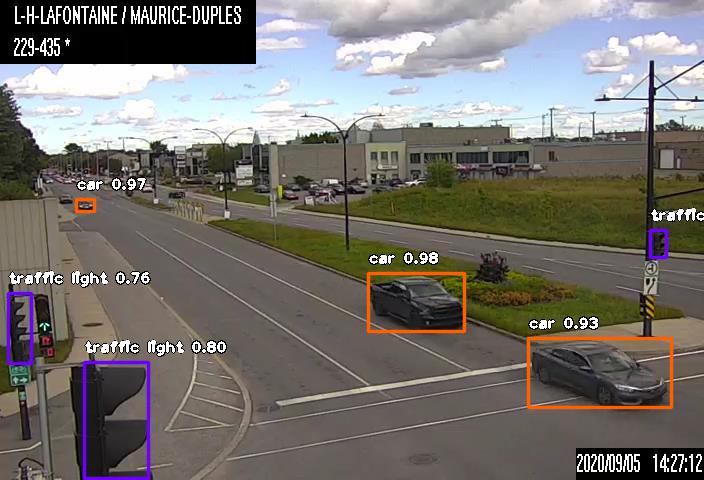 L-H-LAFONTAINE / MAURICE-DUPLES
229-435 *
car 0.97
traffic
car 0.98
traffic light 0.76
car 0.93
traffic light 0.80
2020/09/05 14:27:12